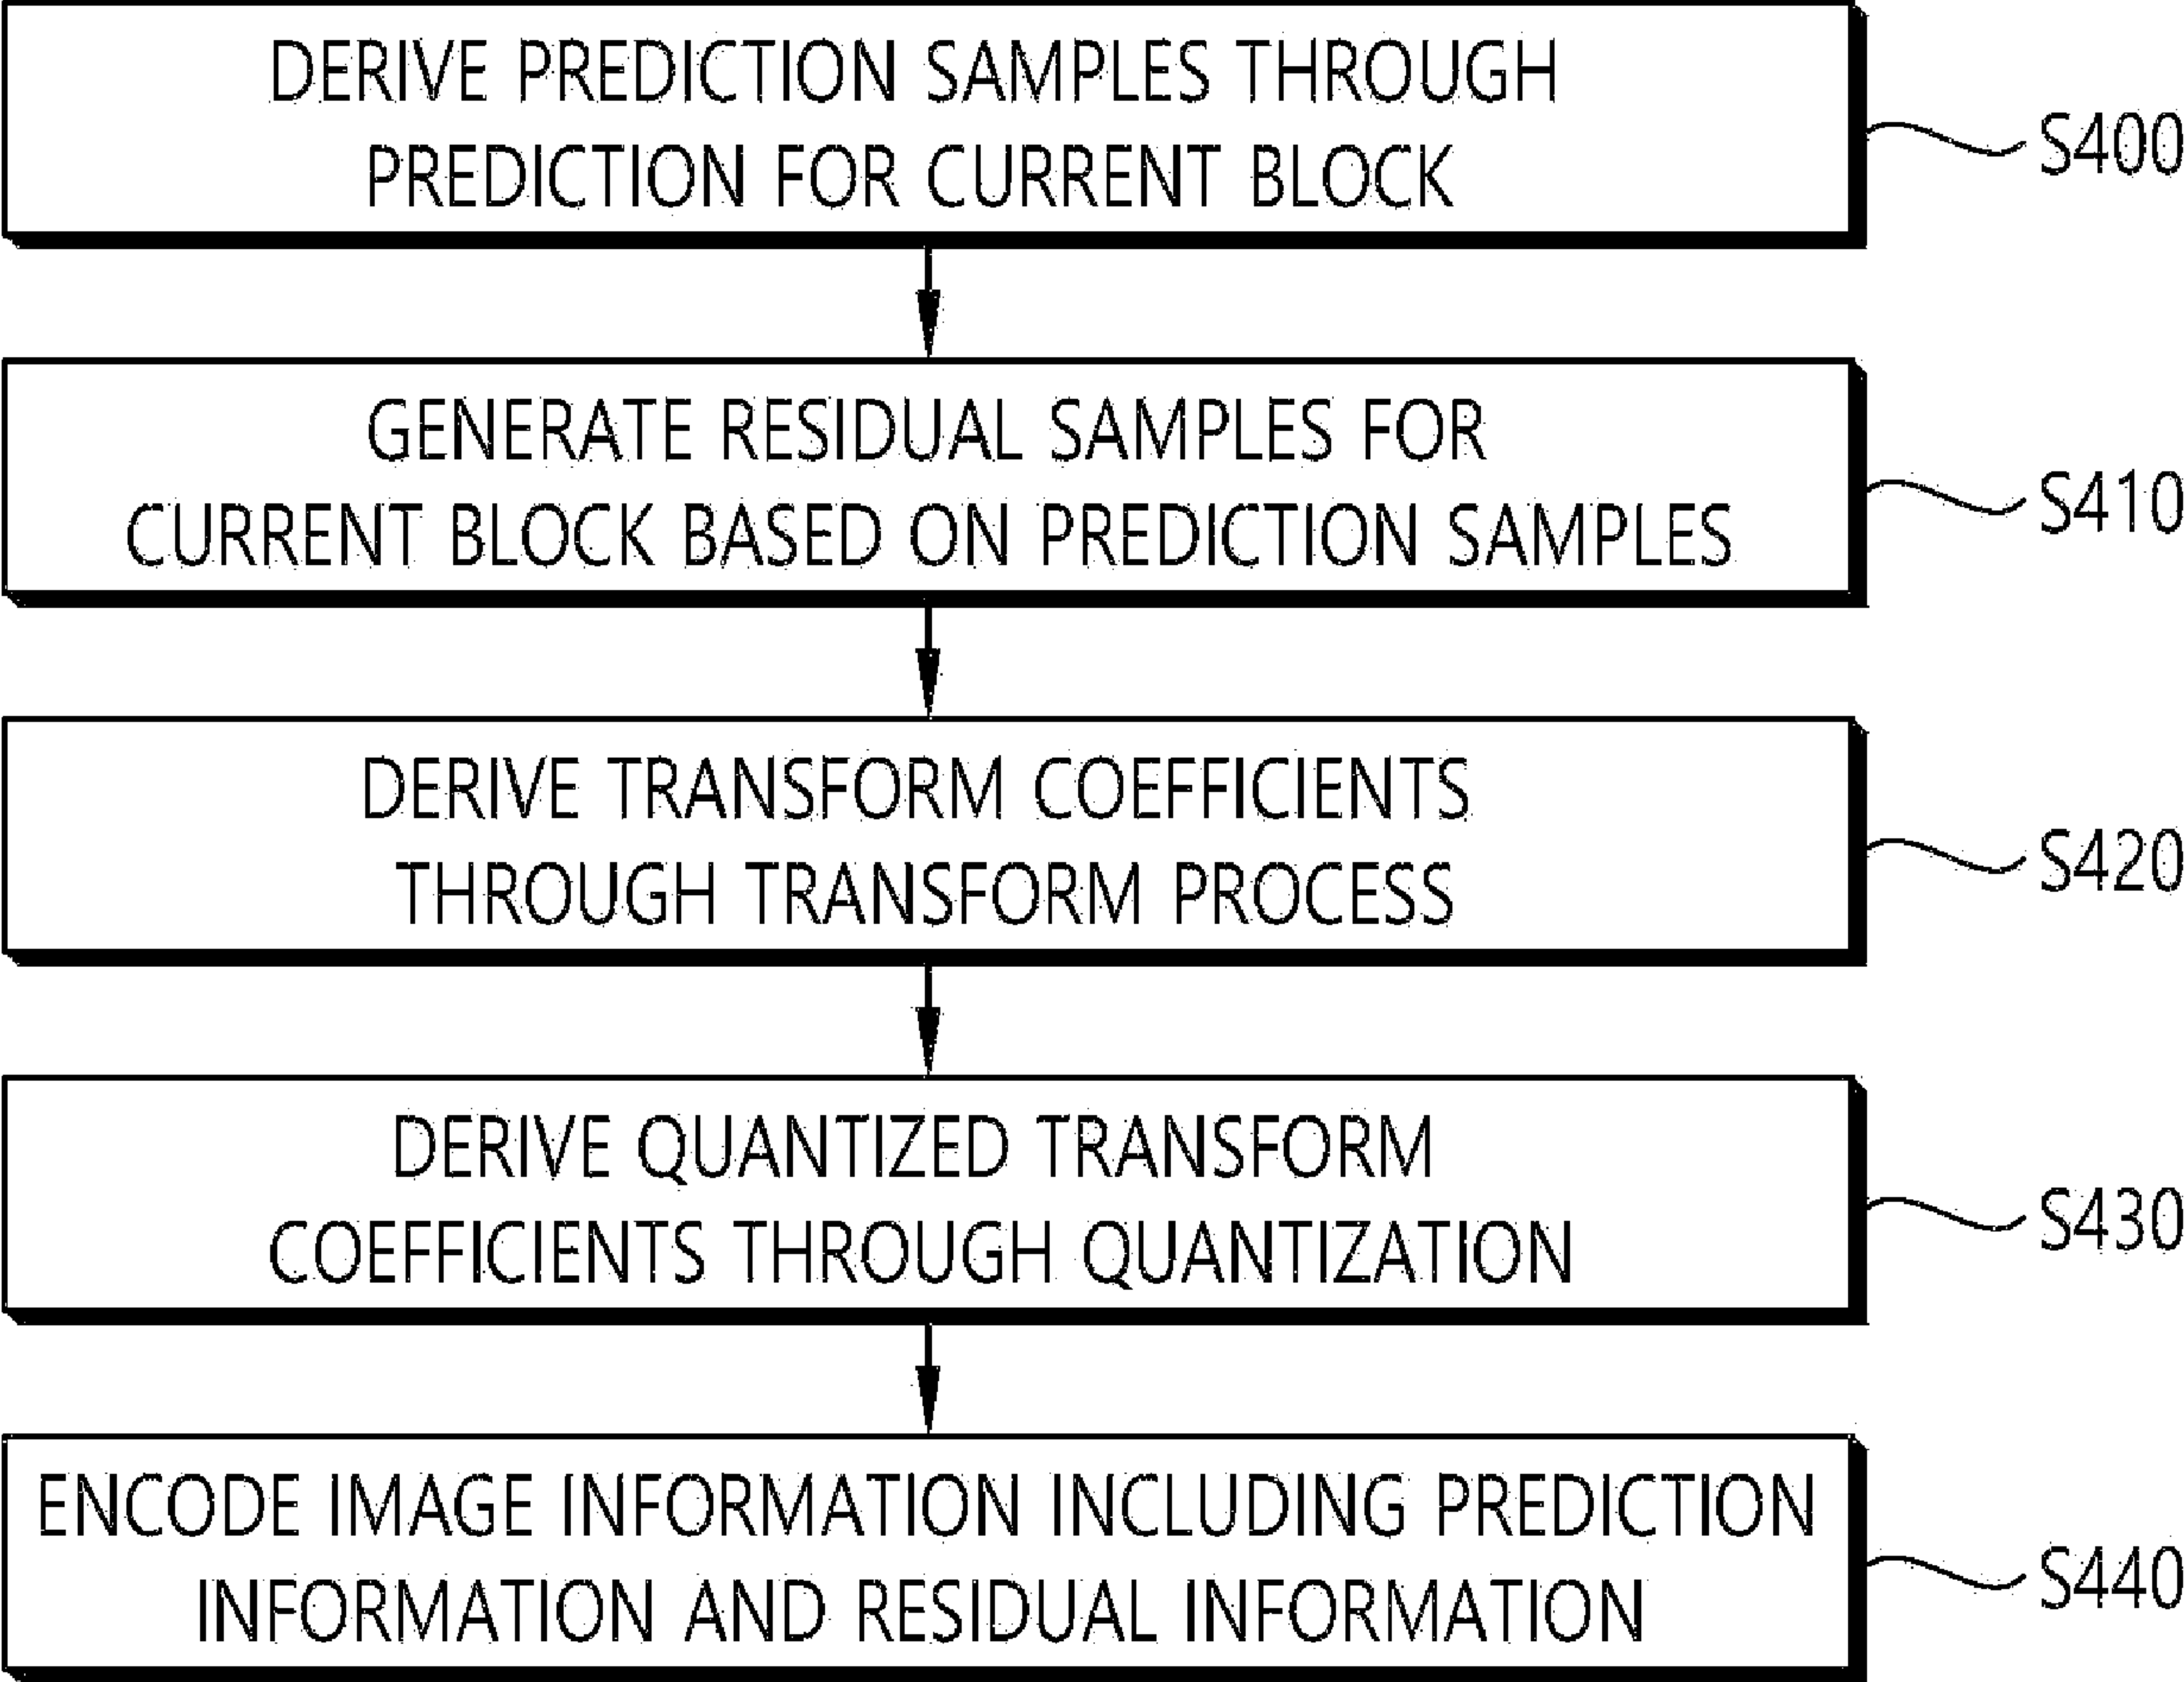 DERIVE PREDICTION SAMPLES THROUGH
PREDICTION FOR CURRENT BLOCK
S400
GENERATE RESIDUAL SAMPLES FOR
CURRENT BLOCK BASED ON PREDICTION SAMPLES
S410
DERIVE TRANSFORM COEFFICIENTS
THROUGH TRANSFORM PROCESS
S420
DERIVE QUANTIZED TRANSFORM
COEFFICIENTS THROUGH QUANTIZATION
S430
ENCODE IMAGE INFORMATION INCLUDING PREDICTION
INFORMATION AND RESIDUAL INFORMATION
S440